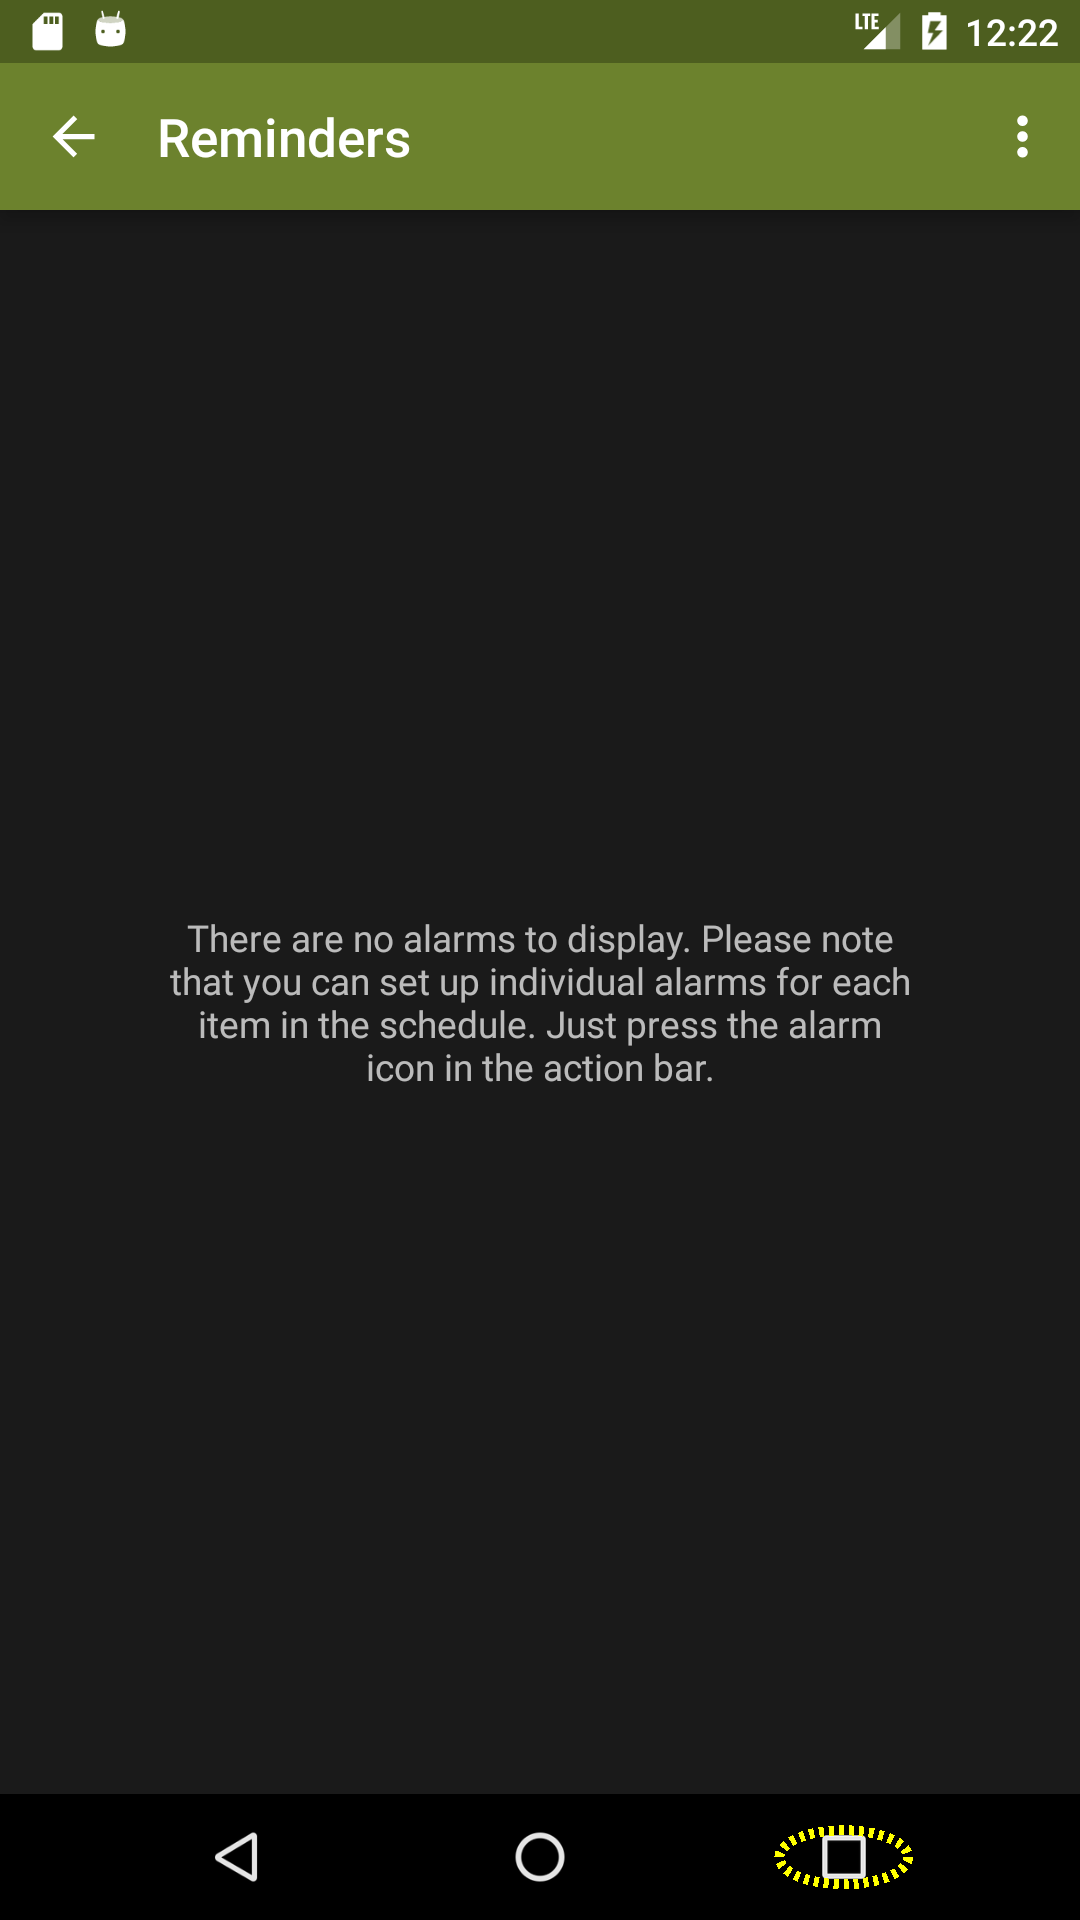 LTE 12:22
Reminders
There are no alarms to display. Please note
that you can set up individual alarms for each
item in the schedule. Just press the alarm
icon in the action bar.